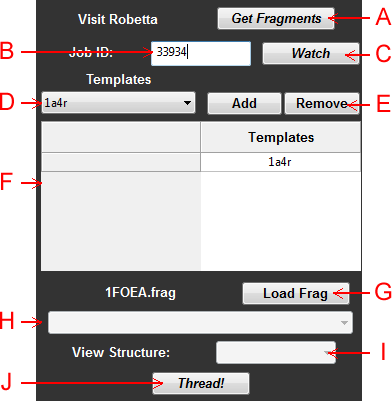 Visit Robetta Get Fragments A
B Job ID: 33934 Watch C
Templates
D 1a4r Add Remove E
Templates
1a4r
F
1FOEA.frag Load Frag G
H
View Structure: I
J Thread!